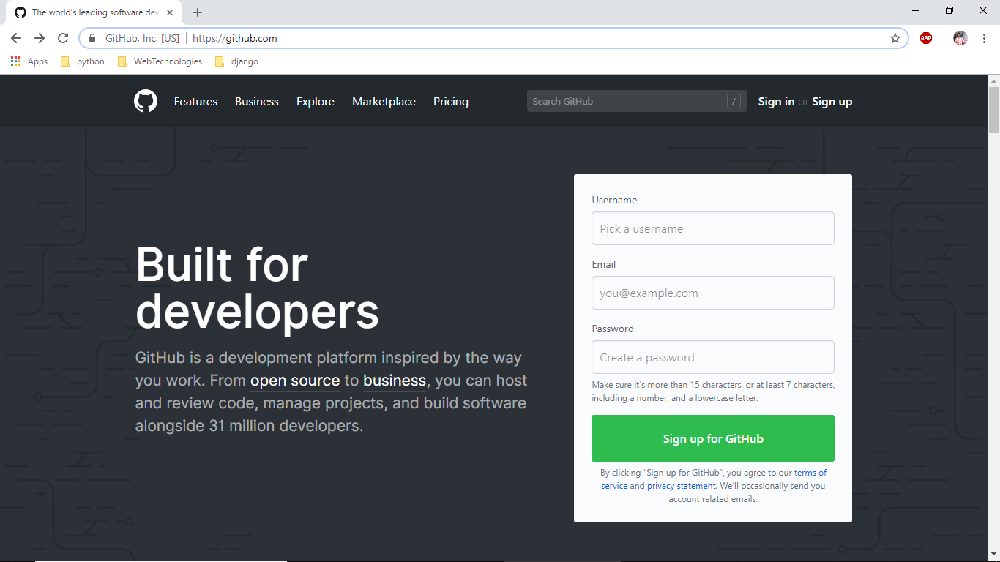 The world's leading software dev
GitHub, Inc. [US] https://github.com
ABP
Apps python WebTechnologies django
Features Business Explore Marketplace Pricing Search GitHub / Sign in or Sign up
Built for
developers
GitHub is a development platform inspired by the way
you work. From open source to business, you can host
and review code, manage projects, and build software
alongside 31 million developers.
Username
Pick a username
Email
you@example.com
Password
Create a password
Make sure it's more than 15 characters, or at least 7 characters,
including a number, and a lowercase letter.
Sign up for GitHub
By clicking “Sign up for GitHub”, you agree to our terms of
service and privacy statement. We’ll occasionally send you
account related emails.